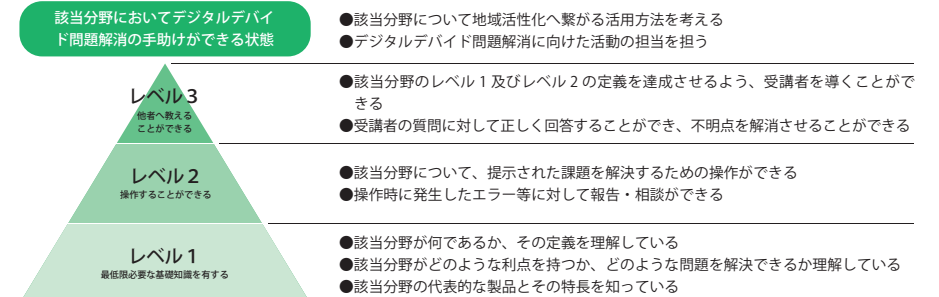 該当分野においてデジタルデバイ
ド問題解消の手助けができる状態
●該当分野について地域活性化へ繋がる活用方法を考える
●デジタルデバイド問題解消に向けた活動の担当を担う
レベル 3
他者へ教える
ことができる
●該当分野のレベル 1 及びレベル 2 の定義を達成させるよう、受講者を導くことがで
きる
●受講者の質問に対して正しく回答することができ、不明点を解消させることができる
レベル 2
操作することができる
●該当分野について、提示された課題を解決するための操作ができる
●操作時に発生したエラー等に対して報告・相談ができる
レベル 1
最低限必要な基礎知識を有する
●該当分野が何であるか、その定義を理解している
●該当分野がどのような利点を持つか、どのような問題を解決できるか理解している
●該当分野の代表的な製品とその特長を知っている